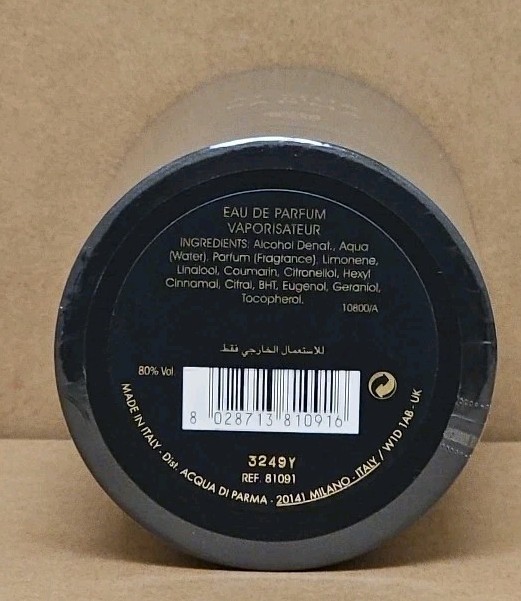 EAU DE PARFUM
VAPORISATEUR
INGREDIENTS: Alcohol Denat., Aqua
(Water), Parfum (Fragrance), Limonene,
Linalool, Coumarin, Citronellol, Hexyl
Cinnamal, Citral, BHT, Eugenol, Geraniol,
Tocopherol.
10800/A
للاستعمال الخارجي فقط
80% Vol.
8 028713 810916
3249Y
REF. 81091
MADE IN ITALY - Dist. ACQUA DI PARMA - 20141 MILANO - ITALY / W1D 1AB - UK